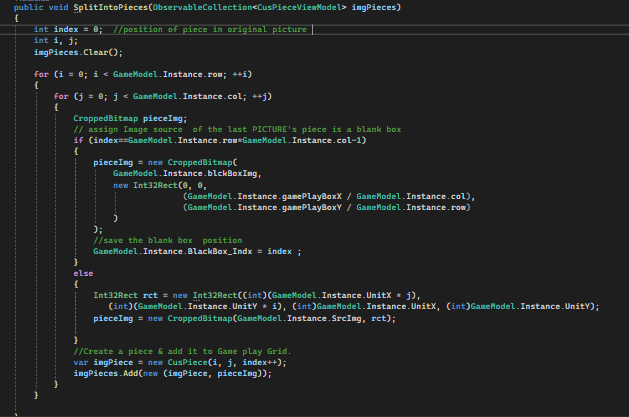 public void SplitIntoPieces(ObservableCollection<CusPieceViewModel> imgPieces)
{
int index = 0;  //position of piece in original picture
int i, j;
imgPieces.Clear();
for (i = 0; i < GameModel.Instance.row; ++i)
{
for (j = 0; j < GameModel.Instance.col; ++j)
{
CroppedBitmap pieceImg;
// assign Image source  of the last PICTURE's piece is a blank box
if (index==GameModel.Instance.row*GameModel.Instance.col-1)
{
pieceImg = new CroppedBitmap(
GameModel.Instance.blckBoxImg,
new Int32Rect(0, 0,
(GameModel.Instance.gamePlayBoxX / GameModel.Instance.col),
(GameModel.Instance.gamePlayBoxY / GameModel.Instance.row)
)
);
//save the blank box  position
GameModel.Instance.BlackBox_Indx = index ;
}
else
{
Int32Rect rct = new Int32Rect((int)(GameModel.Instance.UnitX * j),
(int)(GameModel.Instance.UnitY * i), (int)GameModel.Instance.UnitX, (int)GameModel.Instance.UnitY);
pieceImg = new CroppedBitmap(GameModel.Instance.SrcImg, rct);
}
//Create a piece & add it to Game play Grid.
var imgPiece = new CusPiece(i, j, index++);
imgPieces.Add(new (imgPiece, pieceImg));
}
}